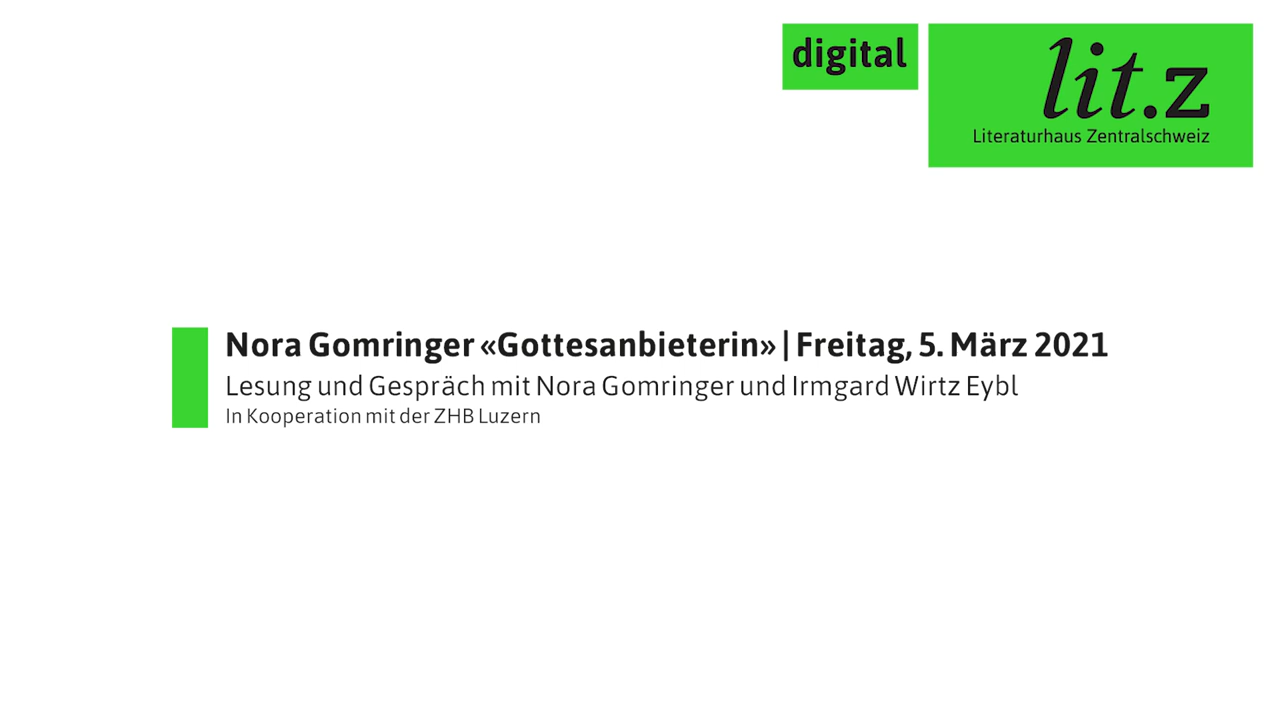 digital
lit.z
Literaturhaus Zentralschweiz
Nora Gomringer «Gottesanbieterin» | Freitag, 5. März 2021
Lesung und Gespräch mit Nora Gomringer und Irmgard Wirtz Eybl
In Kooperation mit der ZHB Luzern